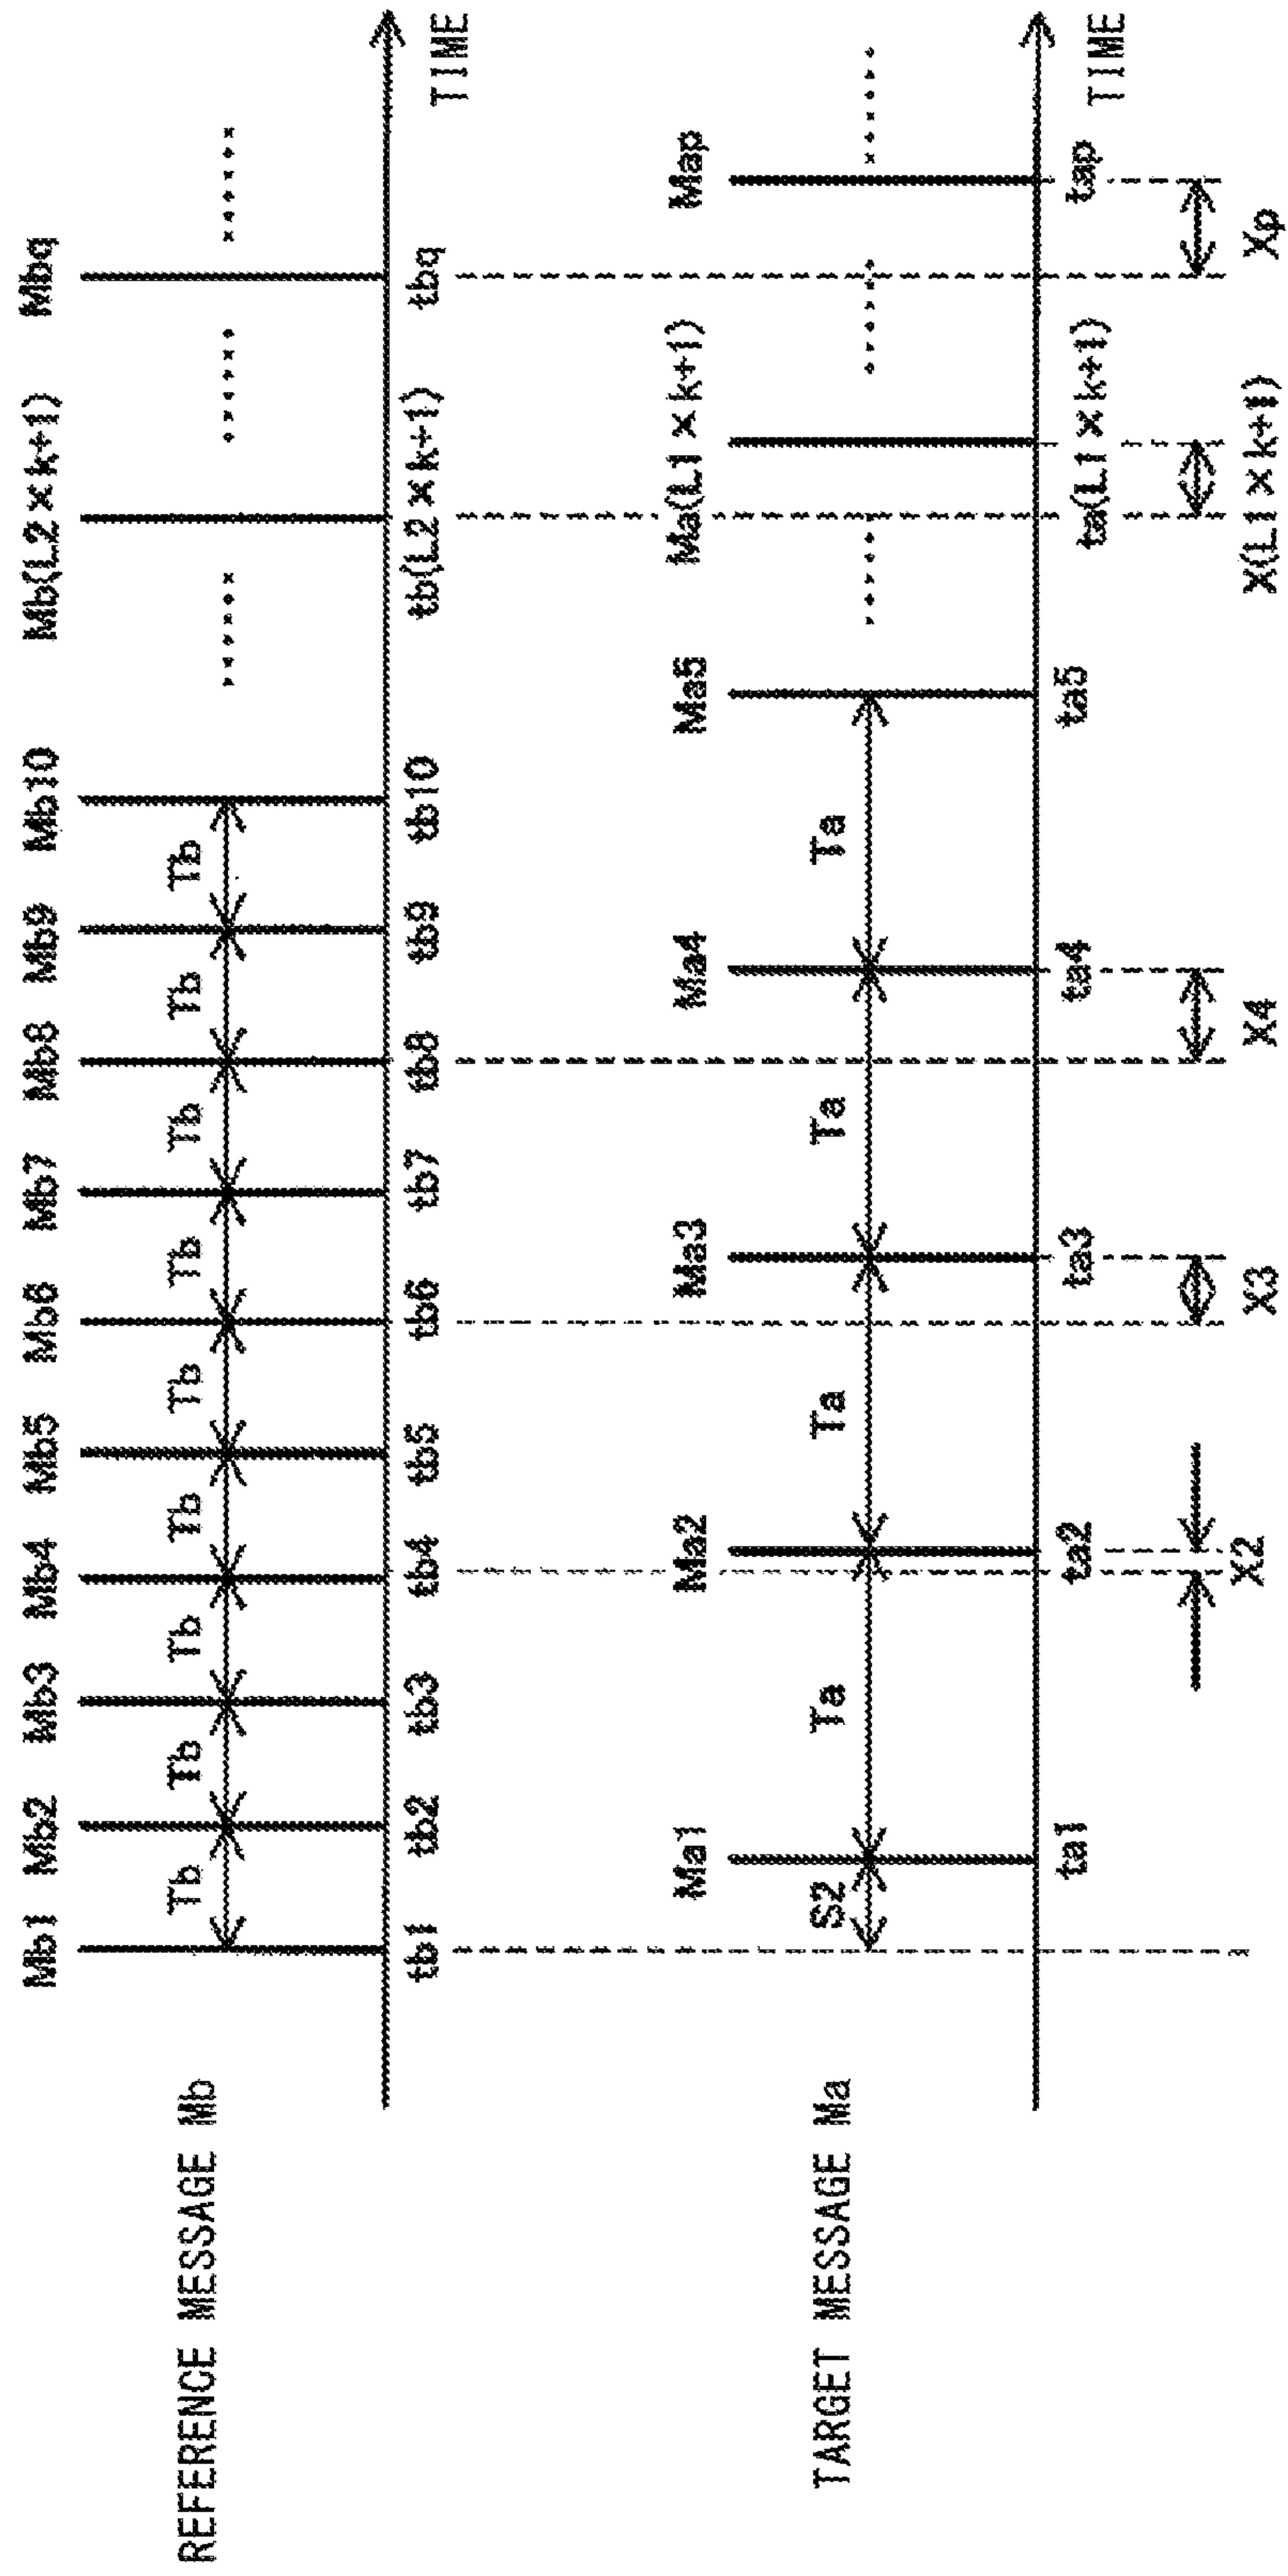 REFERENCE MESSAGE Mb
Mb1 Mb2 Mb3 Mb4 Mb5 Mb6 Mb7 Mb8 Mb9 Mb10 Mb(L2×k+1) Mbq
Tb Tb Tb Tb Tb Tb Tb Tb Tb
tb1 tb2 tb3 tb4 tb5 tb6 tb7 tb8 tb9 tb10 tb(L2×k+1) tbq
TIME
TARGET MESSAGE Ma
Ma1 Ma2 Ma3 Ma4 Ma5 Ma(L1×k+1) Map
S2 Ta Ta Ta Ta
ta1 ta2 ta3 ta4 ta5 ta(L1×k+1) tap
TIME
X2 X3 X4 X(L1×k+1) Xp